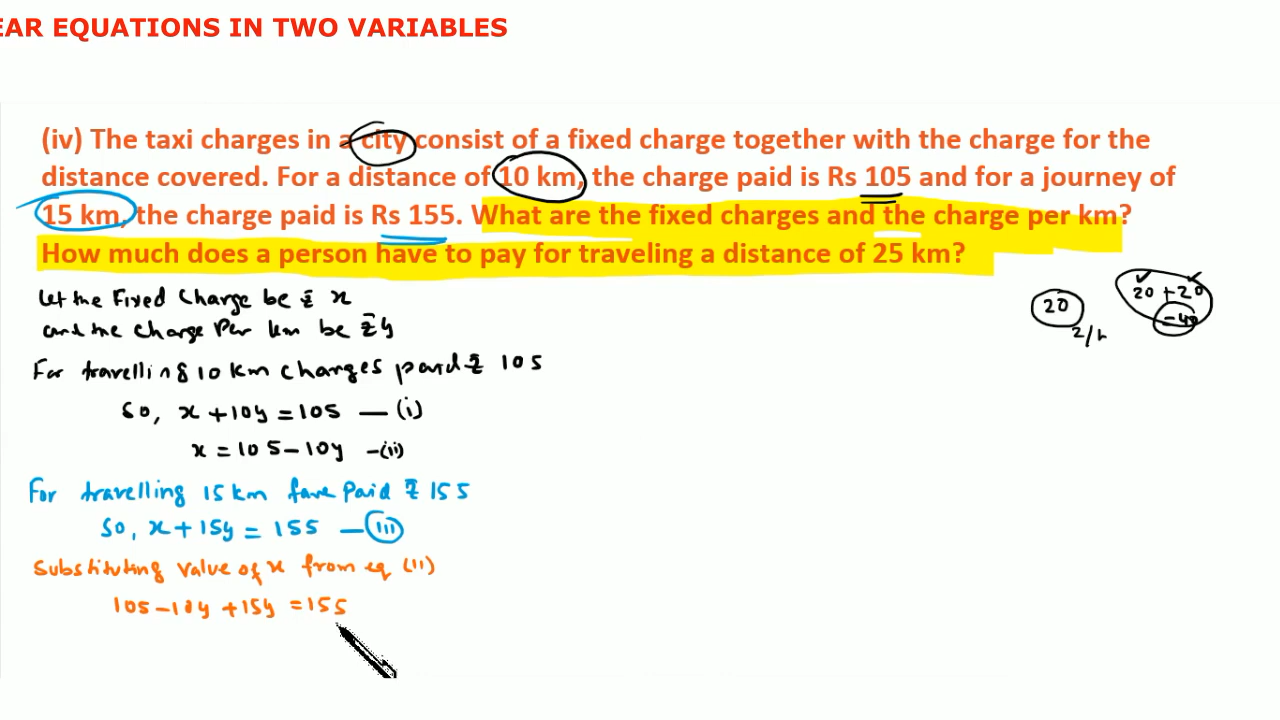 EAR EQUATIONS IN TWO VARIABLES
(iv) The taxi charges in a city consist of a fixed charge together with the charge for the
distance covered. For a distance of 10 km, the charge paid is Rs 105 and for a journey of
15 km, the charge paid is Rs 155. What are the fixed charges and the charge per km?
How much does a person have to pay for traveling a distance of 25 km?
Let the Fixed Charge be ₹ x
and the charge Per km be ₹ y
20
20 + 20
- 40
2/h
For travelling 10 km charges paid ₹ 105
so, x + 10y = 105 — (i)
x = 105 - 10y - (ii)
For travelling 15 km fare Paid ₹ 155
so, x + 15y = 155 — (iii)
Substituting value of x from eq (ii)
105 - 10y + 15y = 155